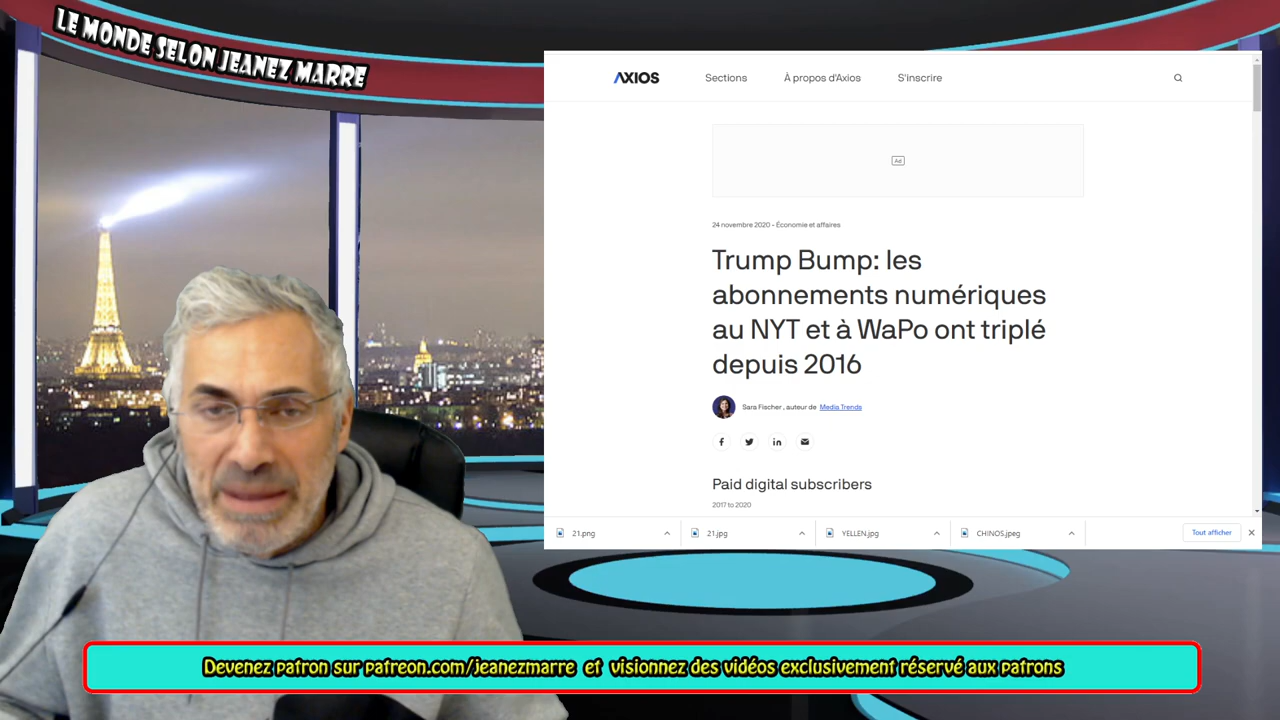 LE MONDE SELON JEANEZ MARRE
AXIOS
Sections
À propos d'Axios
S'inscrire
Ad
24 novembre 2020 - Économie et affaires
Trump Bump: les
abonnements numériques
au NYT et à WaPo ont triplé
depuis 2016
Sara Fischer , auteur de Media Trends
Paid digital subscribers
2017 to 2020
21.png
21.jpg
YELLEN.jpg
CHINOS.jpeg
Tout afficher
Devenez patron sur patreon.com/jeanezmarre et visionnez des vidéos exclusivement réservé aux patrons